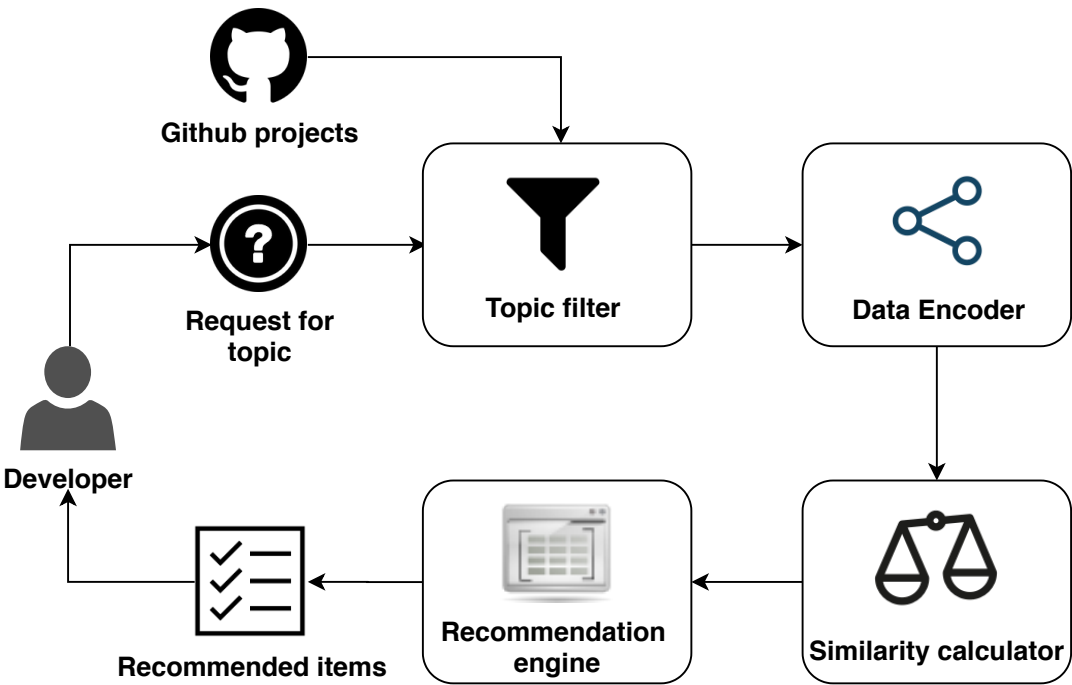 Github projects
Request for
topic
Topic filter
Data Encoder
Developer
Recommended items
Recommendation
engine
Similarity calculator
?